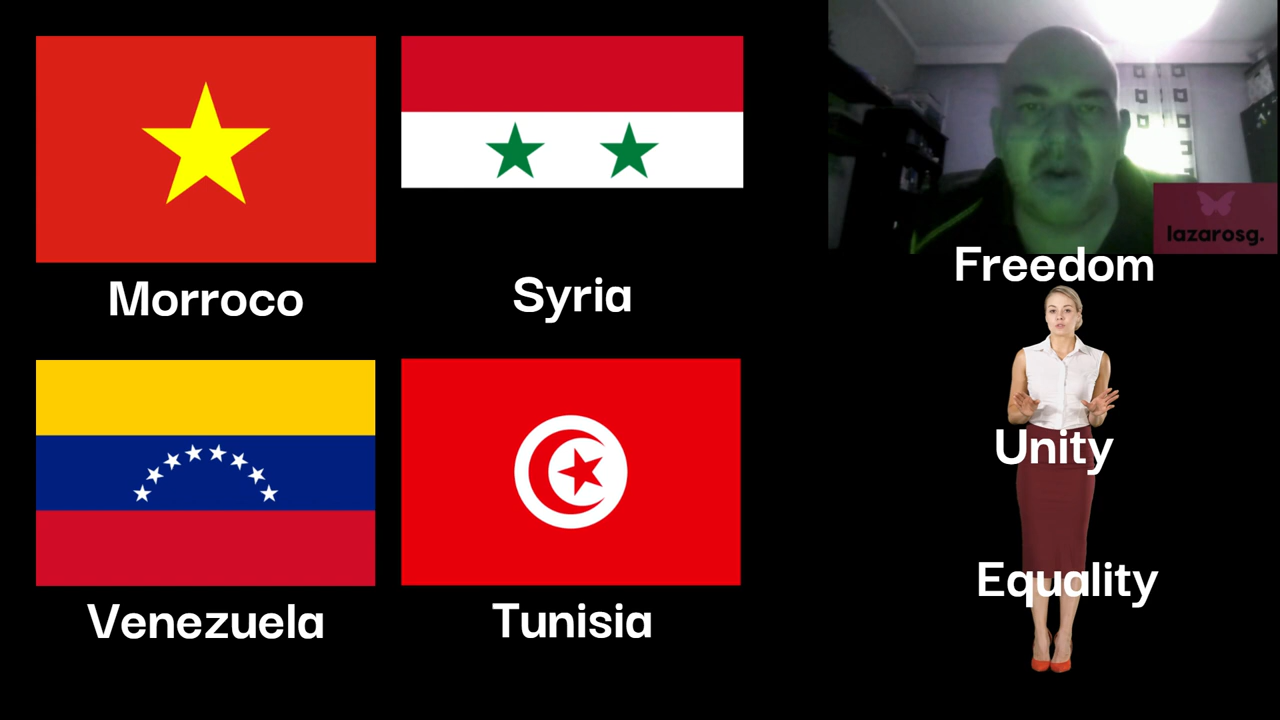 Morroco
Syria
Venezuela
Tunisia
lazarosg.
Freedom
Unity
Equality